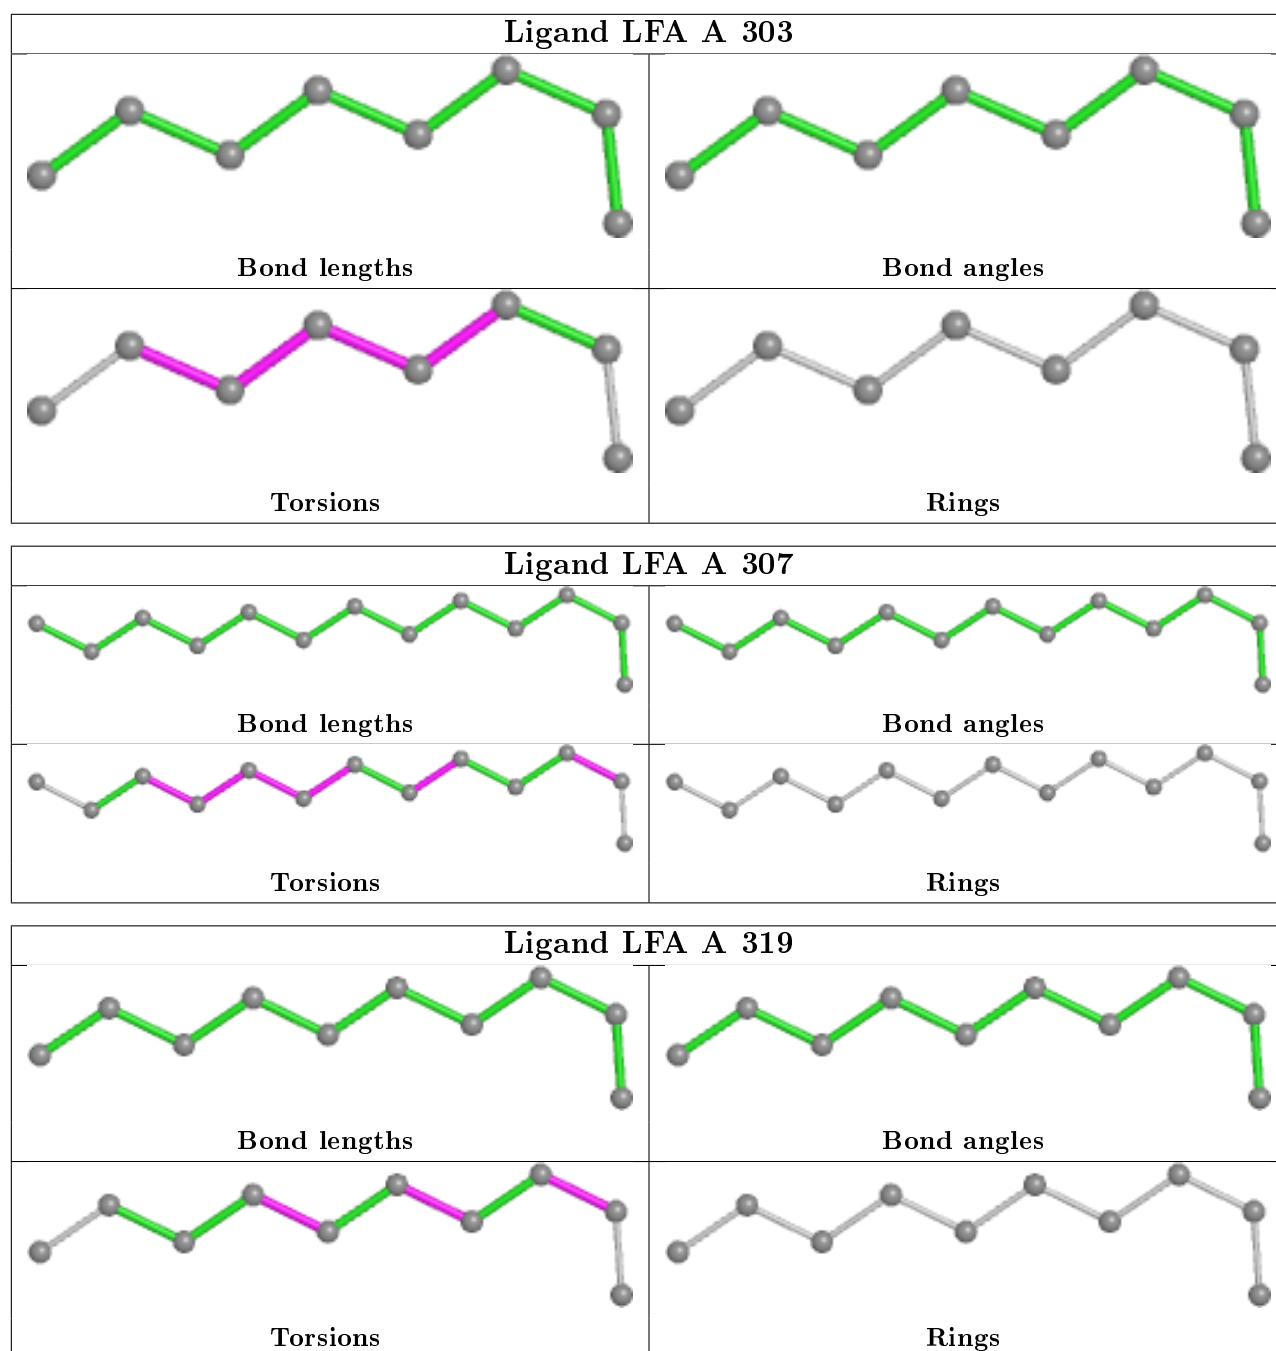 Ligand LFA A 303
Bond lengths
Bond angles
Torsions
Rings
Ligand LFA A 307
Bond lengths
Bond angles
Torsions
Rings
Ligand LFA A 319
Bond lengths
Bond angles
Torsions
Rings